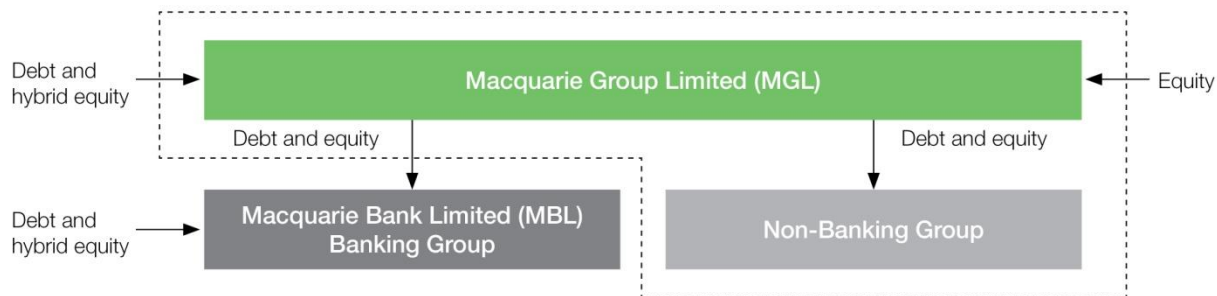 Debt and
hybrid equity
Macquarie Group Limited (MGL)
Equity
Debt and equity
Debt and equity
Debt and
hybrid equity
Macquarie Bank Limited (MBL)
Banking Group
Non-Banking Group